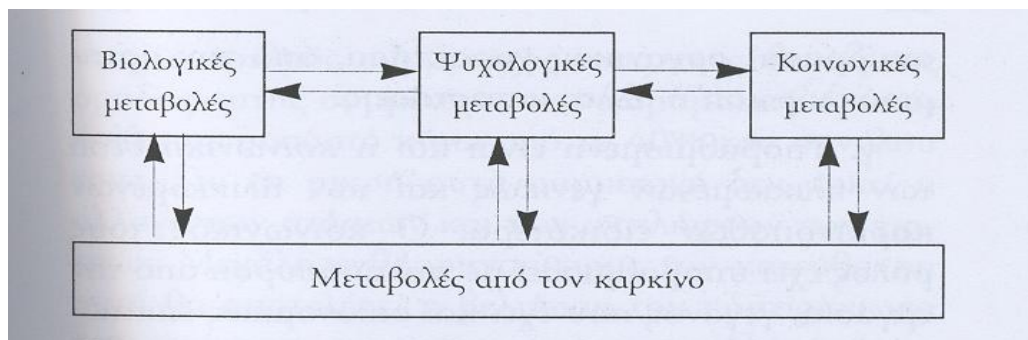 Βιολογικές
μεταβολές
Ψυχολογικές
μεταβολές
Κοινωνικές
μεταβολές
Μεταβολές από τον καρκίνο